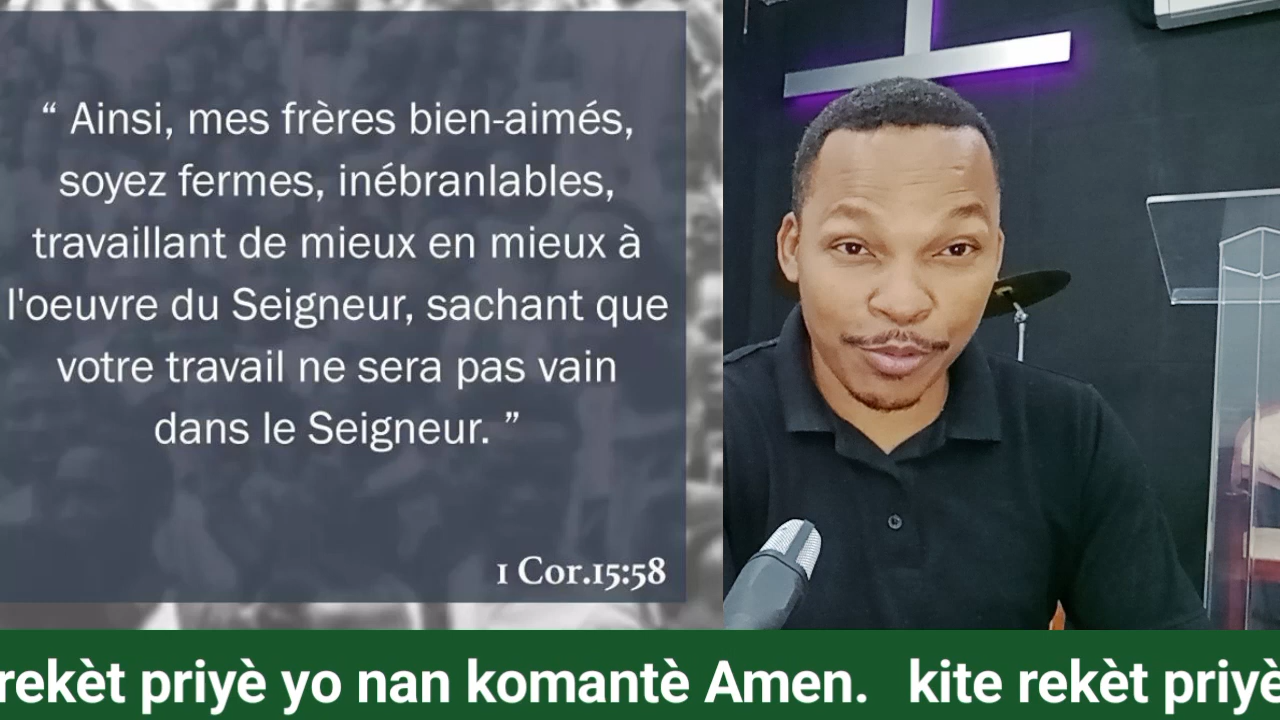 “ Ainsi, mes frères bien-aimés,
soyez fermes, inébranlables,
travaillant de mieux en mieux à
l'oeuvre du Seigneur, sachant que
votre travail ne sera pas vain
dans le Seigneur. ”
1 Cor.15:58
rekèt priyè yo nan komantè Amen. kite rekèt priyè